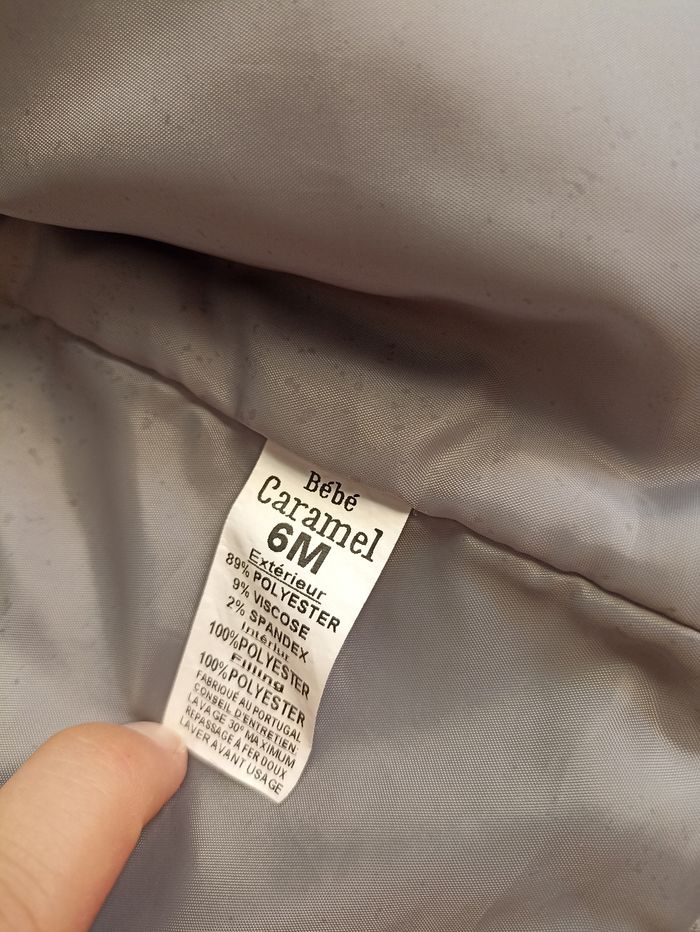 Bébé
Caramel
6M
Extérieur
89% POLYESTER
9% VISCOSE
2% SPANDEX
Intériur
100%POLYESTER
Filling
100%POLYESTER
FABRIQUÉ AU PORTUGAL
CONSEIL D'ENTRETIEN:
LAVAGE 30° MAXIMUM
REPASSAGE A FER DOUX
LAVER AVANT USAGE